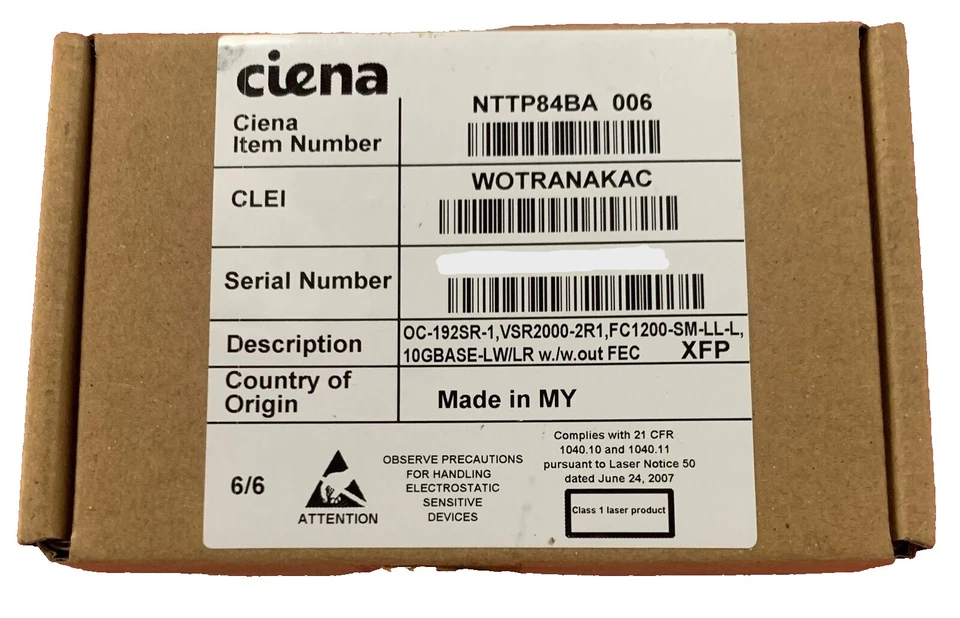 ciena
Ciena
Item Number
NTTP84BA 006
CLEI
WOTRANAKAC
Serial Number
Description
OC-192SR-1,VSR2000-2R1,FC1200-SM-LL-L,
10GBASE-LW/LR w./w.out FEC XFP
Country of
Origin
Made in MY
6/6
ATTENTION
OBSERVE PRECAUTIONS
FOR HANDLING
ELECTROSTATIC
SENSITIVE
DEVICES
Complies with 21 CFR
1040.10 and 1040.11
pursuant to Laser Notice 50
dated June 24, 2007
Class 1 laser product